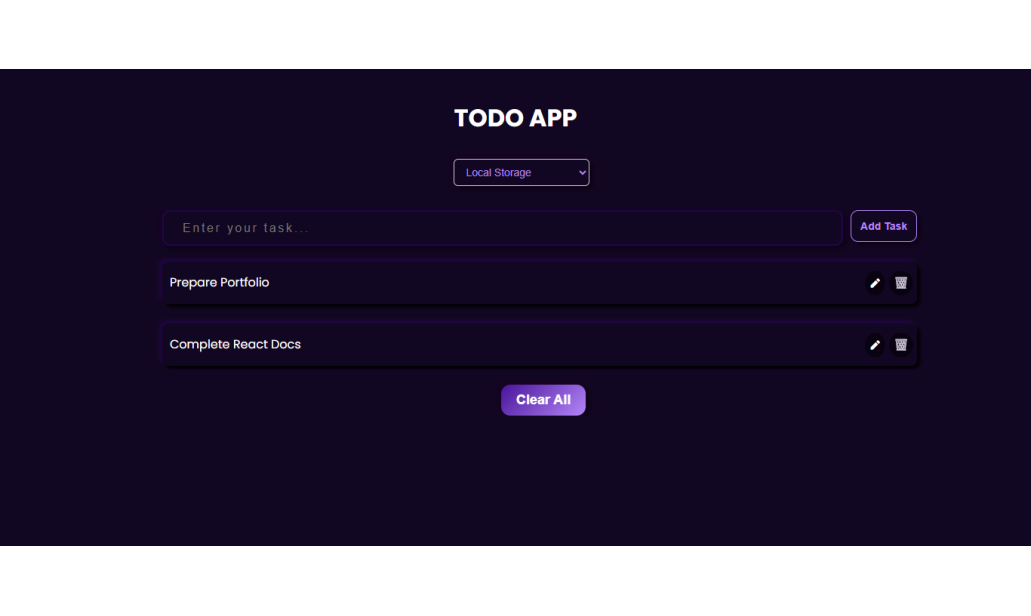 TODO APP
Local Storage
Enter your task...
Add Task
Prepare Portfolio
Complete React Docs
Clear All